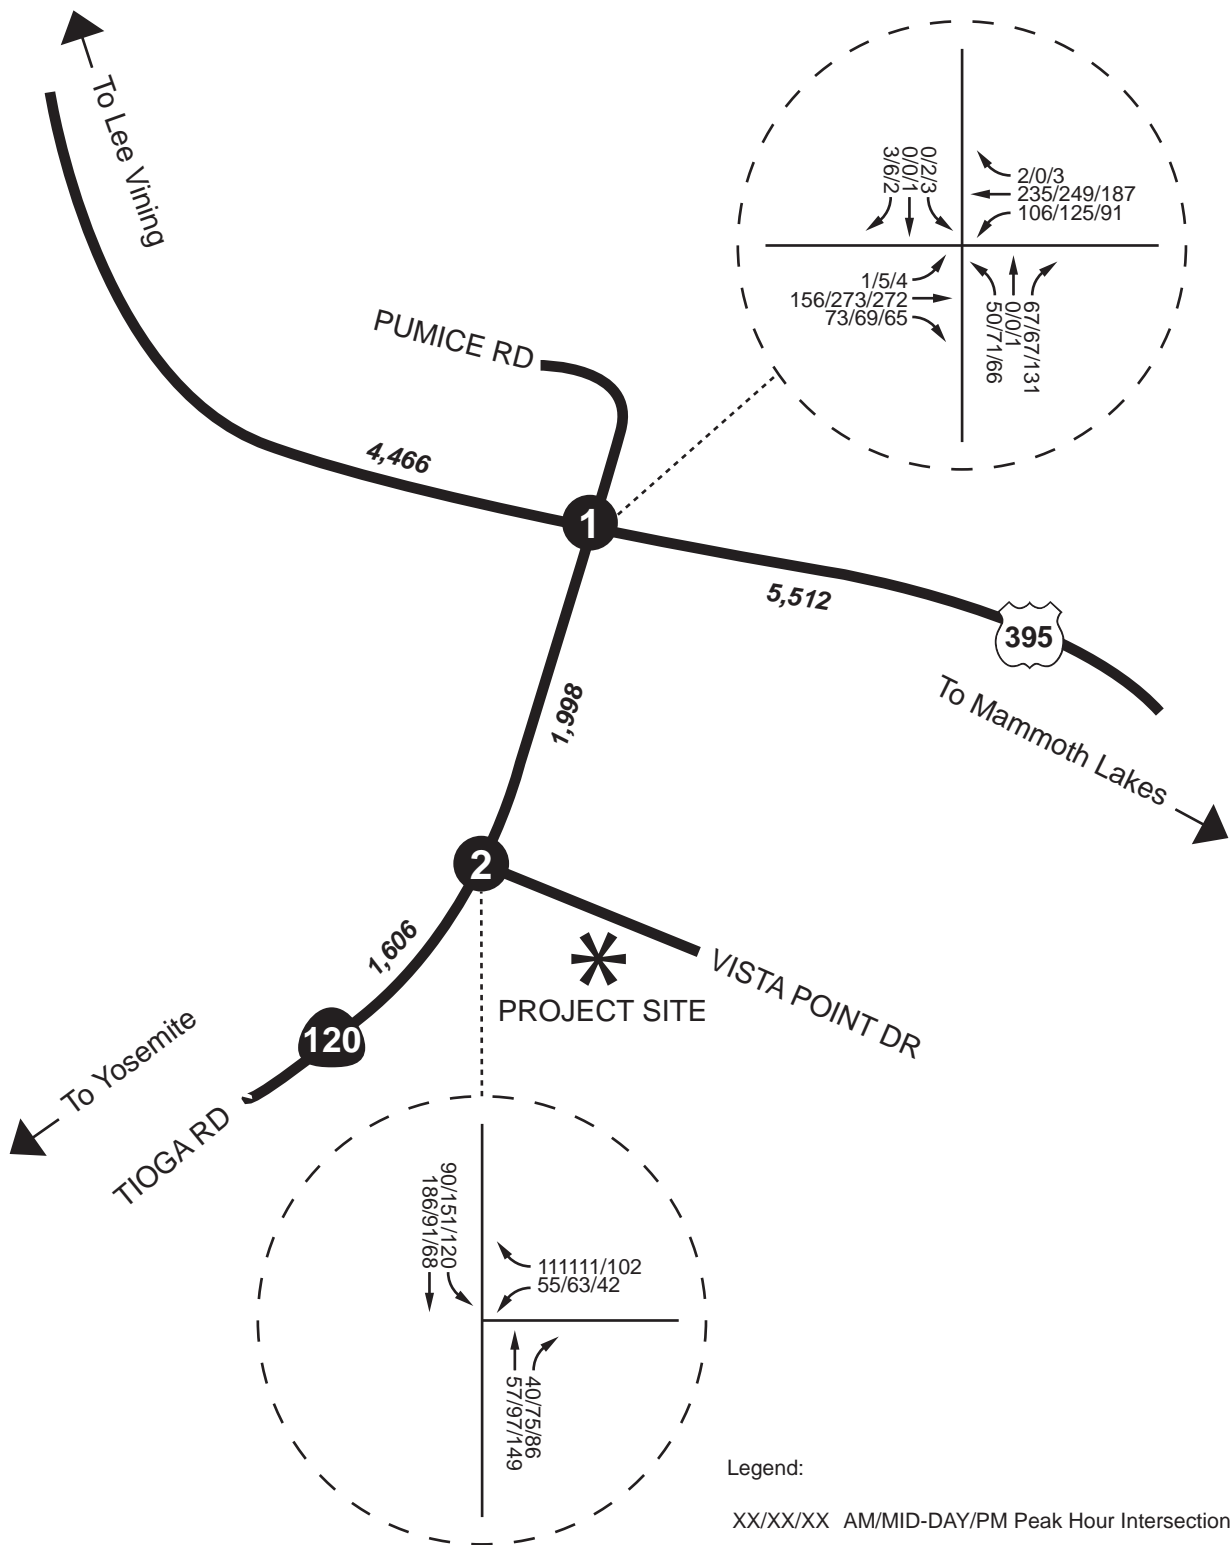 To Lee Vining
0/2/3
0/0/1
3/6/2
2/0/3
235/249/187
106/125/91
1/5/4
156/273/272
73/69/65
67/67/131
0/0/1
50/71/66
PUMICE RD
4,466
1
5,512
395
To Mammoth Lakes
1,998
2
1,606
PROJECT SITE
VISTA POINT DR
120
To Yosemite
TIOGA RD
90/151/120
186/91/68
111111/102
55/63/42
40/75/86
57/97/149
Legend:
XX/XX/XX AM/MID-DAY/PM Peak Hour Intersection